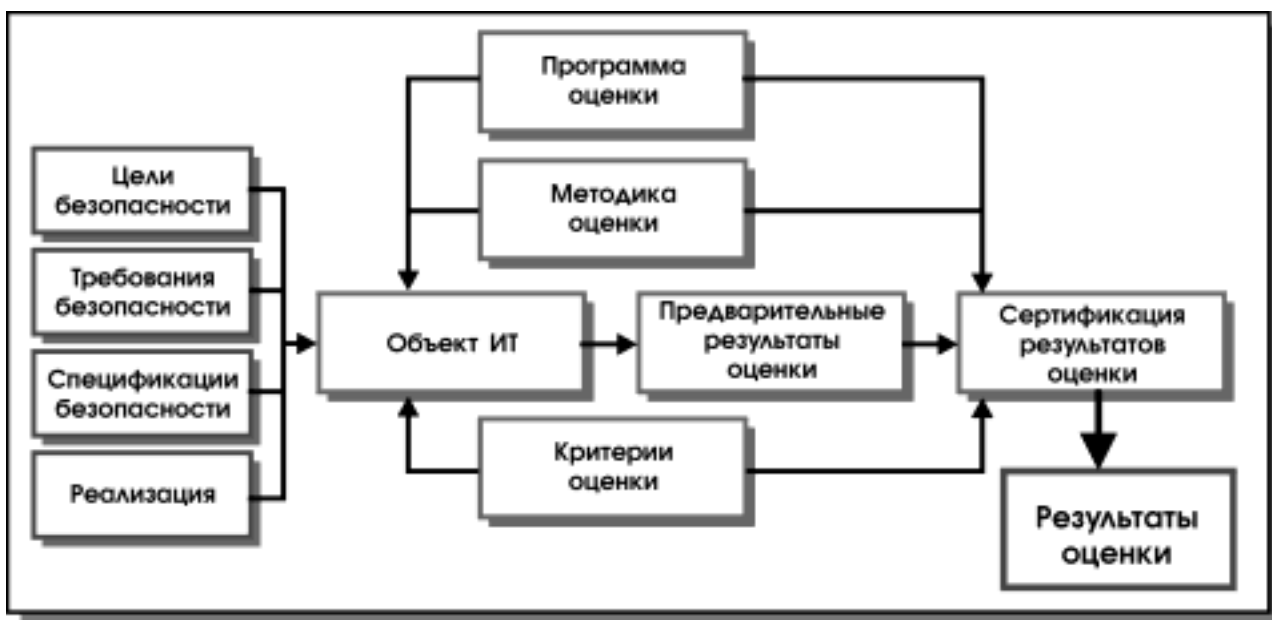 Программа
оценки
Методика
оценки
Цели
безопасности
Требования
безопасности
Спецификации
безопасности
Реализация
Объект ИТ
Предварительные
результаты
оценки
Сертификация
результатов
оценки
Критерии
оценки
Результаты
оценки